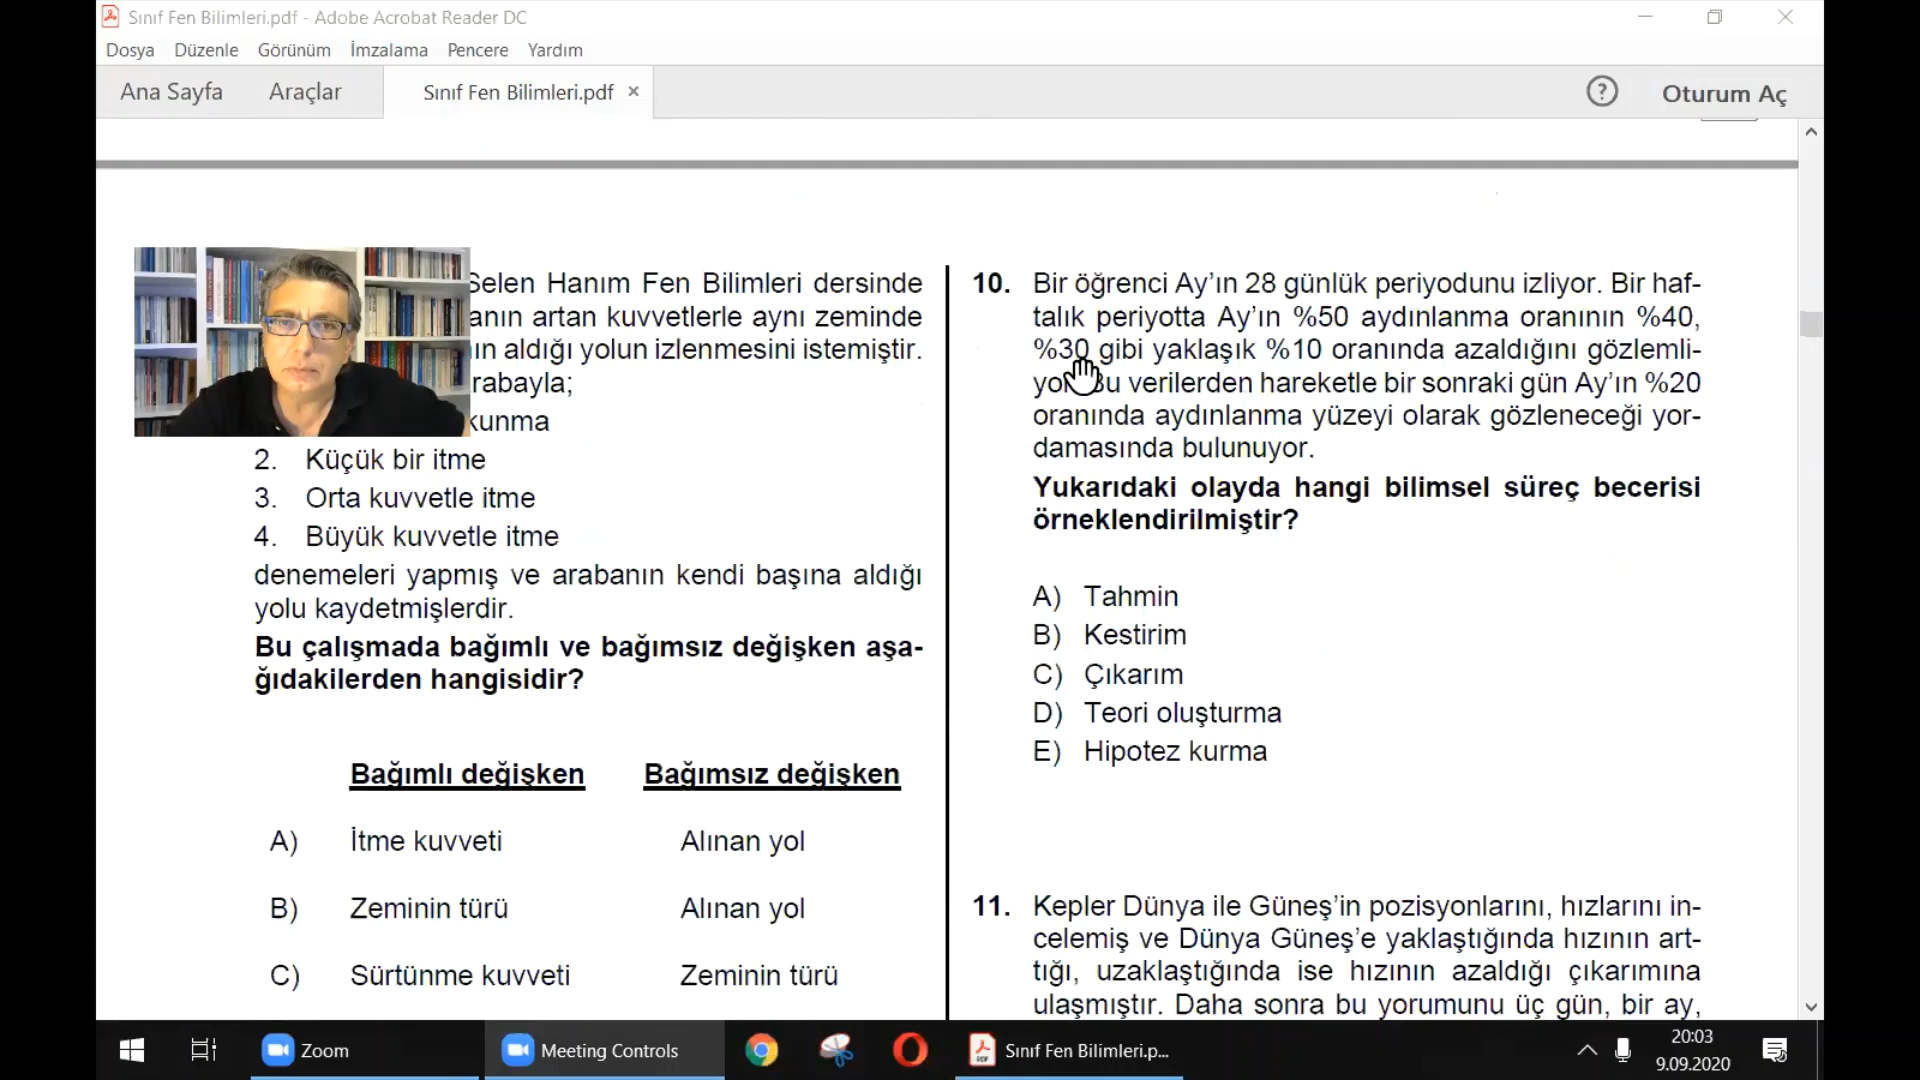 Sınıf Fen Bilimleri.pdf - Adobe Acrobat Reader DC
Dosya Düzenle Görünüm İmzalama Pencere Yardım
Ana Sayfa Araçlar Sınıf Fen Bilimleri.pdf × ? Oturum Aç
Selen Hanım Fen Bilimleri dersinde
artan kuvvetlerle aynı zeminde
aldığı yolun izlenmesini istemiştir.
2. Küçük bir itme
3. Orta kuvvetle itme
4. Büyük kuvvetle itme
denemeleri yapmış ve arabanın kendi başına aldığı
yolu kaydetmişlerdir.
Bu çalışmada bağımlı ve bağımsız değişken aşa-
ğıdakilerden hangisidir?
Bağımlı değişken Bağımsız değişken
A) İtme kuvveti Alınan yol
B) Zeminin türü Alınan yol
C) Sürtünme kuvveti Zeminin türü
10. Bir öğrenci Ay’ın 28 günlük periyodunu izliyor. Bir haf-
talık periyotta Ay’ın %50 aydınlanma oranının %40,
%30 gibi yaklaşık %10 oranında azaldığını gözlemli-
yor. Bu verilerden hareketle bir sonraki gün Ay’ın %20
oranında aydınlanma yüzeyi olarak gözleneceği yor-
damasında bulunuyor.
Yukarıdaki olayda hangi bilimsel süreç becerisi
örneklendirilmiştir?
A) Tahmin
B) Kestirim
C) Çıkarım
D) Teori oluşturma
E) Hipotez kurma
11. Kepler Dünya ile Güneş’in pozisyonlarını, hızlarını in-
celemiş ve Dünya Güneş’e yaklaştığında hızının art-
tığı, uzaklaştığında ise hızının azaldığı çıkarımına
ulaşmıştır. Daha sonra bu yorumunu üç gün, bir ay,
Zoom Meeting Controls Sınıf Fen Bilimleri.p... 20:03
9.09.2020